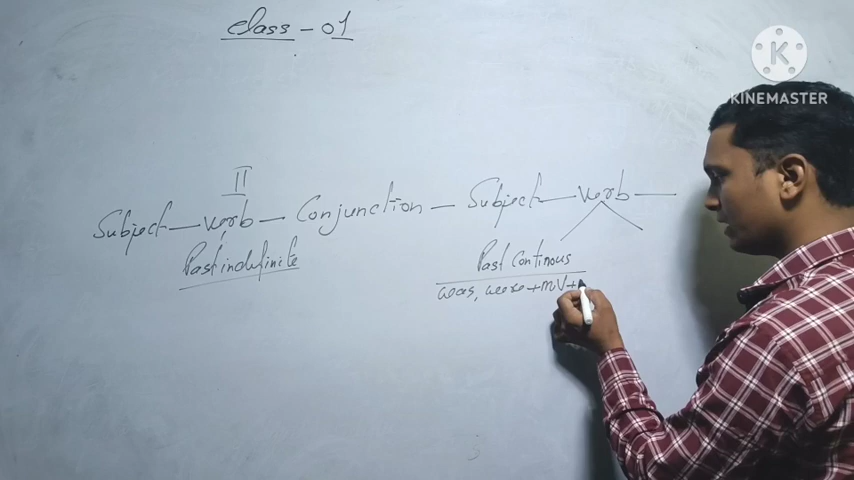 Class - 01
KINEMASTER
II
Subject — verb — Conjunction — Subject — verb —
Past indefinite
Past Continous
was, were + mV +